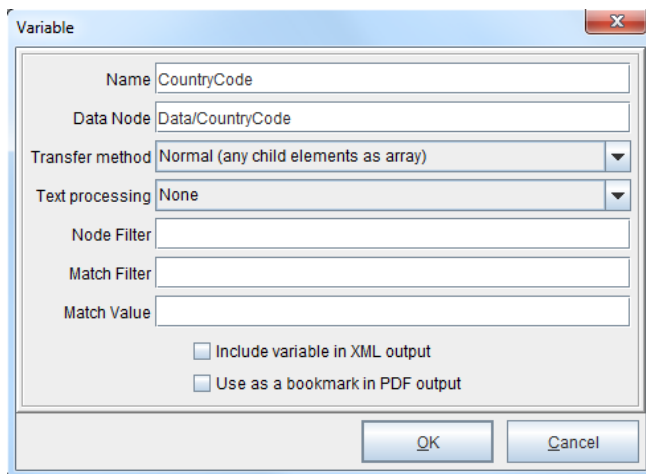 Variable
Name CountryCode
Data Node Data/CountryCode
Transfer method Normal (any child elements as array)
Text processing None
Node Filter
Match Filter
Match Value
Include variable in XML output
Use as a bookmark in PDF output
OK Cancel